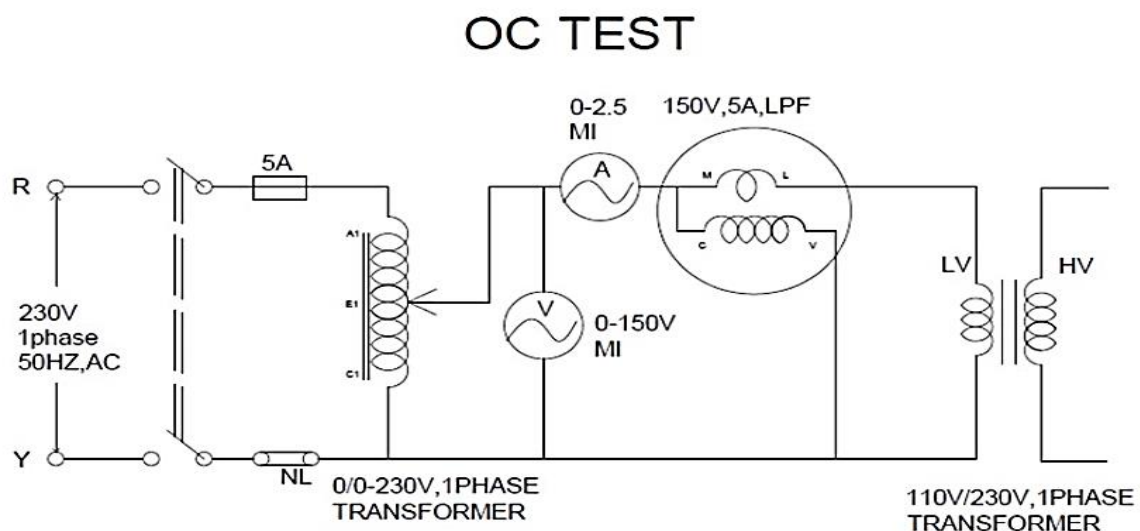 OC TEST
0-2.5
MI
150V,5A,LPF
5A
R
A
M
L
C
V
A1
E1
C1
230V
1phase
50HZ,AC
V
0-150V
MI
LV
HV
Y
NL
0/0-230V,1PHASE
TRANSFORMER
110V/230V,1PHASE
TRANSFORMER